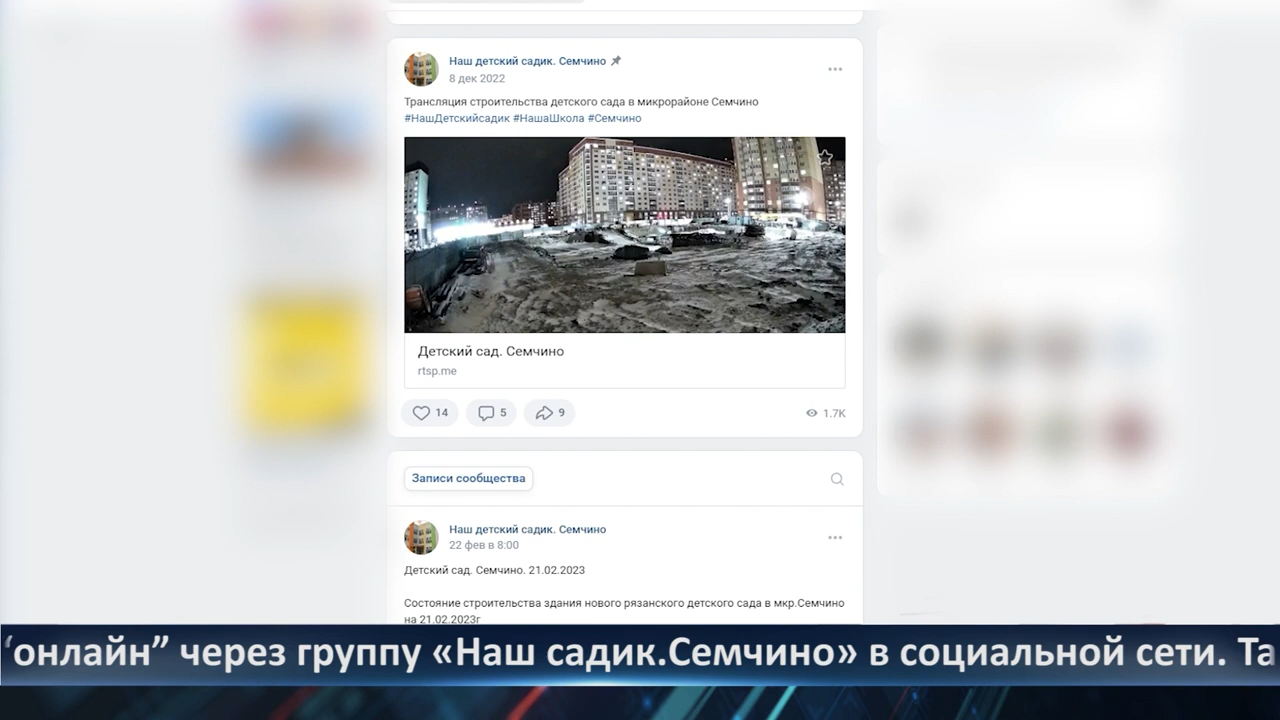 Наш детский садик. Семчино
8 дек 2022
Трансляция строительства детского сада в микрорайоне Семчино
#НашДетскийсадик #НашаШкола #Семчино
Детский сад. Семчино
rtsp.me
14 5 9 1.7K
Записи сообщества
Наш детский садик. Семчино
22 фев в 8:00
Детский сад. Семчино. 21.02.2023
Состояние строительства здания нового рязанского детского сада в мкр.Семчино
на 21.02.2023г
“онлайн” через группу «Наш садик.Семчино» в социальной сети. Та